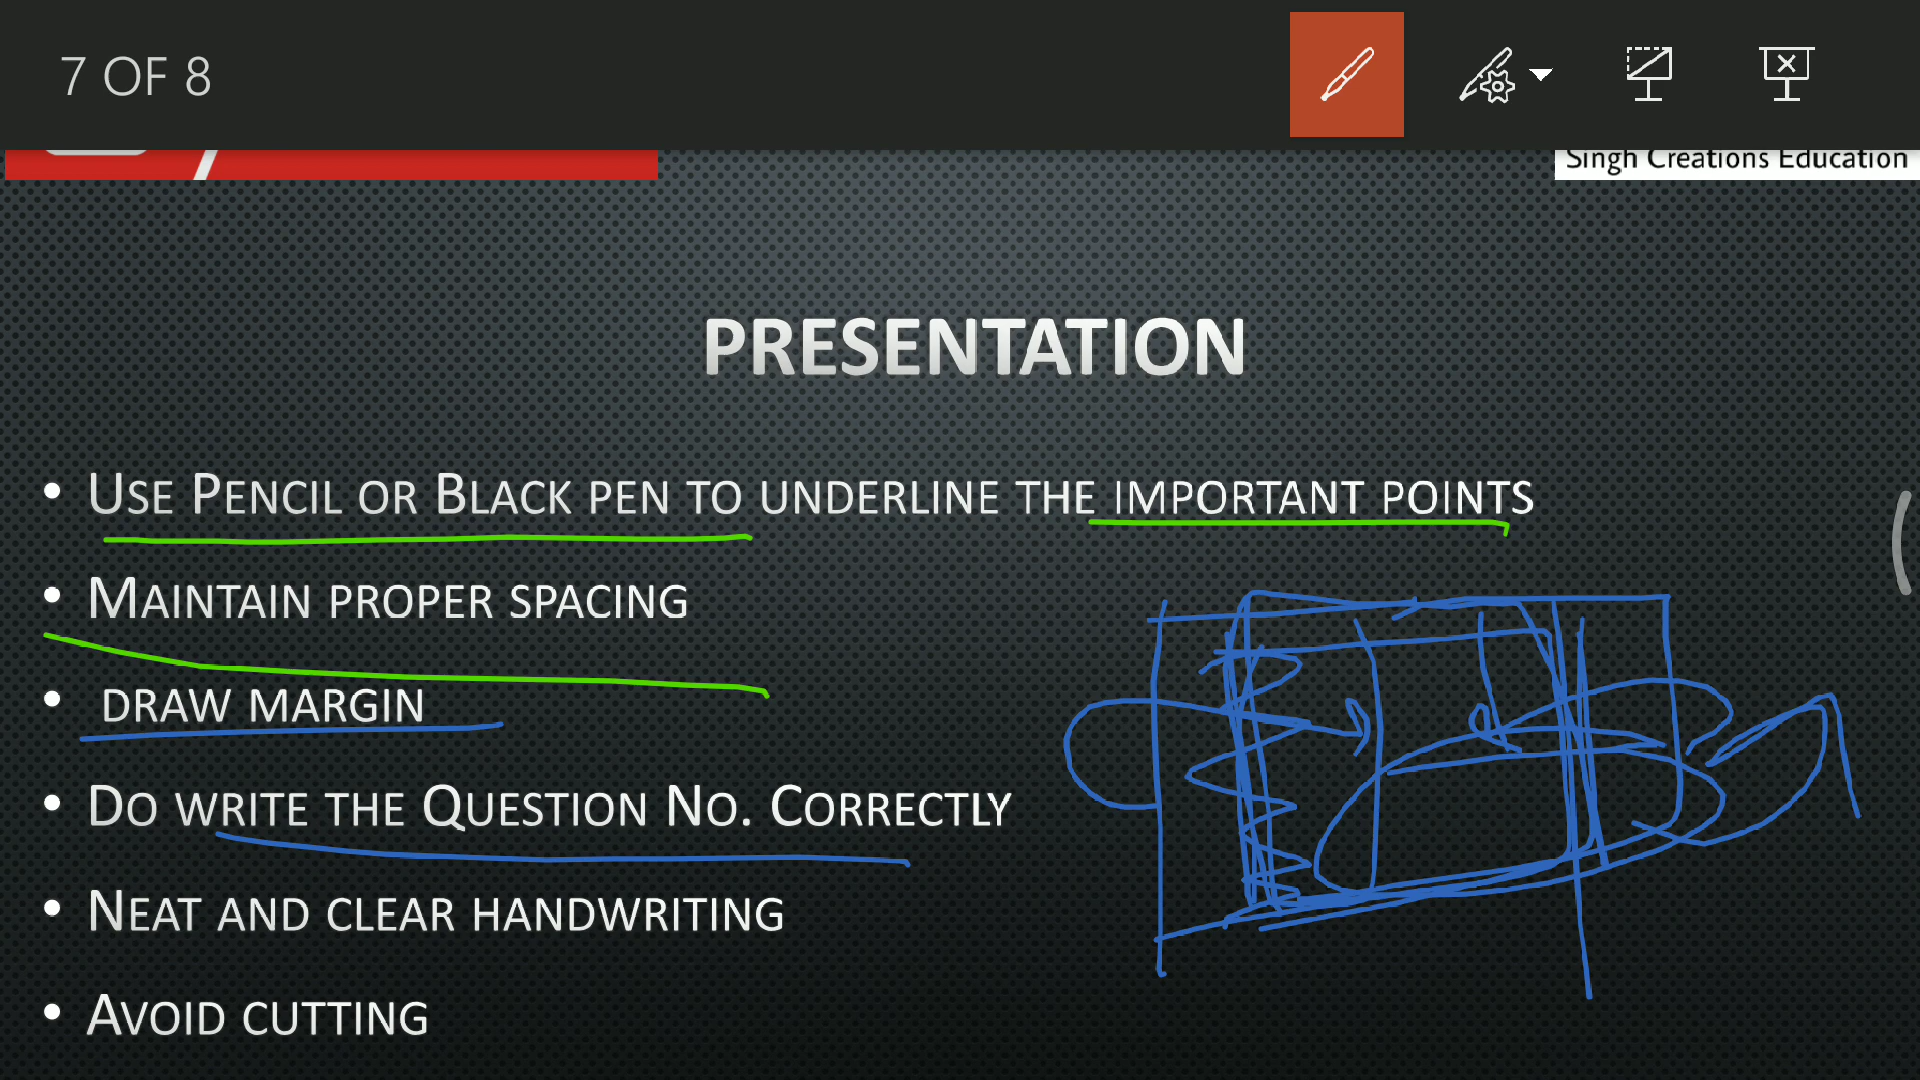 7 OF 8
Singh Creations Education
PRESENTATION
• USE PENCIL OR BLACK PEN TO UNDERLINE THE IMPORTANT POINTS
• MAINTAIN PROPER SPACING
• DRAW MARGIN
• DO WRITE THE QUESTION NO. CORRECTLY
• NEAT AND CLEAR HANDWRITING
• AVOID CUTTING